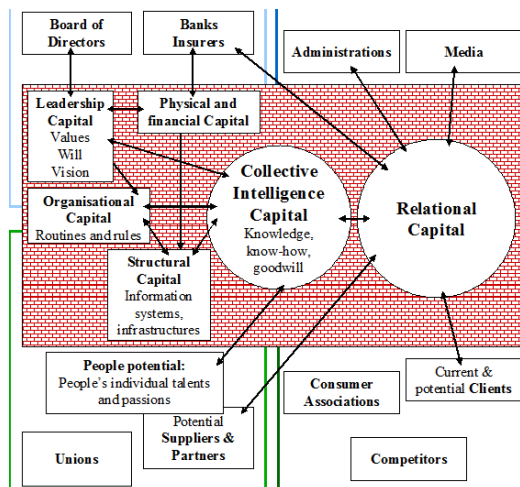 Board of
Directors
Banks
Insurers
Administrations
Media
Leadership
Capital
Values
Will
Vision
Physical and
financial Capital
Collective
Intelligence
Capital
Knowledge,
know-how,
goodwill
Relational
Capital
Organisational
Capital
Routines and rules
Structural
Capital
Information
systems,
infrastructures
People potential:
People's individual talents
and passions
Consumer
Associations
Current &
potential Clients
Potential
Suppliers &
Partners
Unions
Competitors